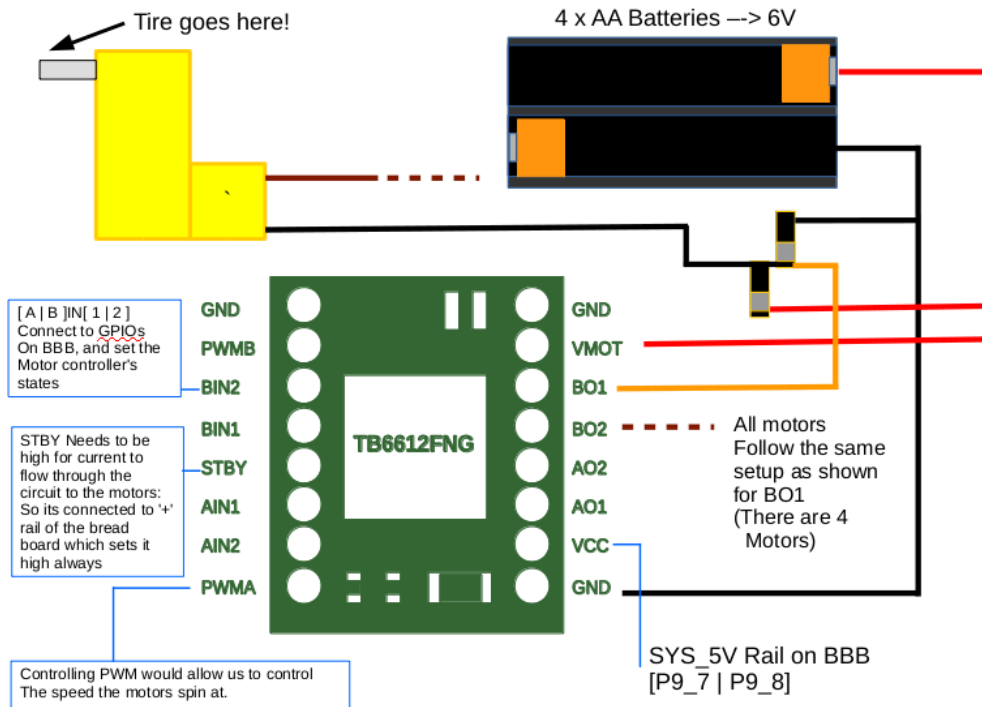 Tire goes here!
4 x AA Batteries –-> 6V
`
[ A | B ]IN[ 1 | 2 ]
Connect to GPIOs
On BBB, and set the
Motor controller's
states
STBY Needs to be
high for current to
flow through the
circuit to the motors:
So its connected to '+'
rail of the bread
board which sets it
high always
GND
PWMB
BIN2
BIN1
STBY
AIN1
AIN2
PWMA
TB6612FNG
GND
VMOT
BO1
BO2
AO2
AO1
VCC
GND
All motors
Follow the same
setup as shown
for BO1
(There are 4
Motors)
Controlling PWM would allow us to control
The speed the motors spin at.
SYS_5V Rail on BBB
[P9_7 | P9_8]